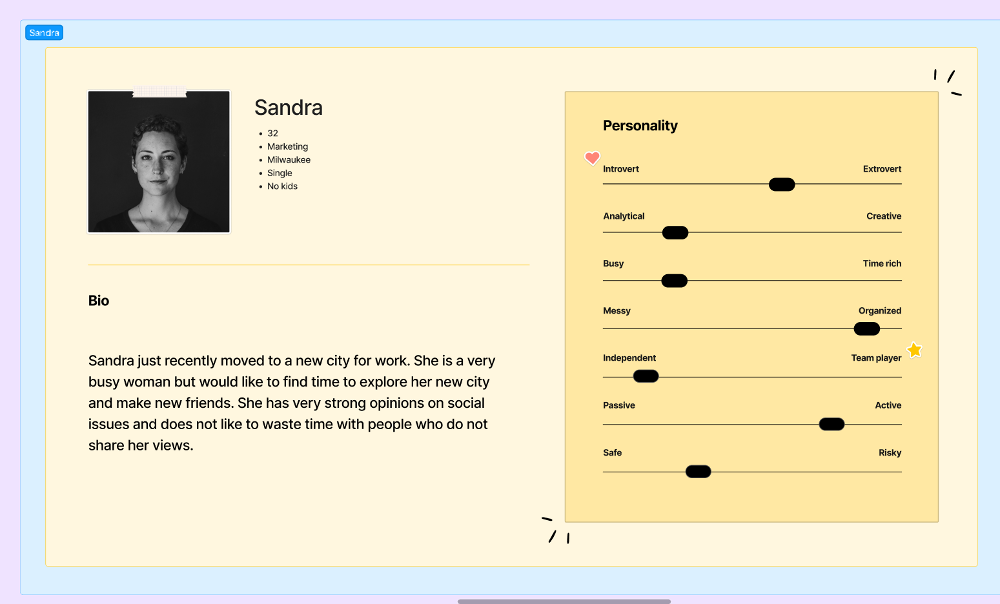 Sandra
Sandra
• 32
• Marketing
• Milwaukee
• Single
• No kids
Bio
Sandra just recently moved to a new city for work. She is a very
busy woman but would like to find time to explore her new city
and make new friends. She has very strong opinions on social
issues and does not like to waste time with people who do not
share her views.
Personality
Introvert Extrovert
Analytical Creative
Busy Time rich
Messy Organized
Independent Team player
Passive Active
Safe Risky